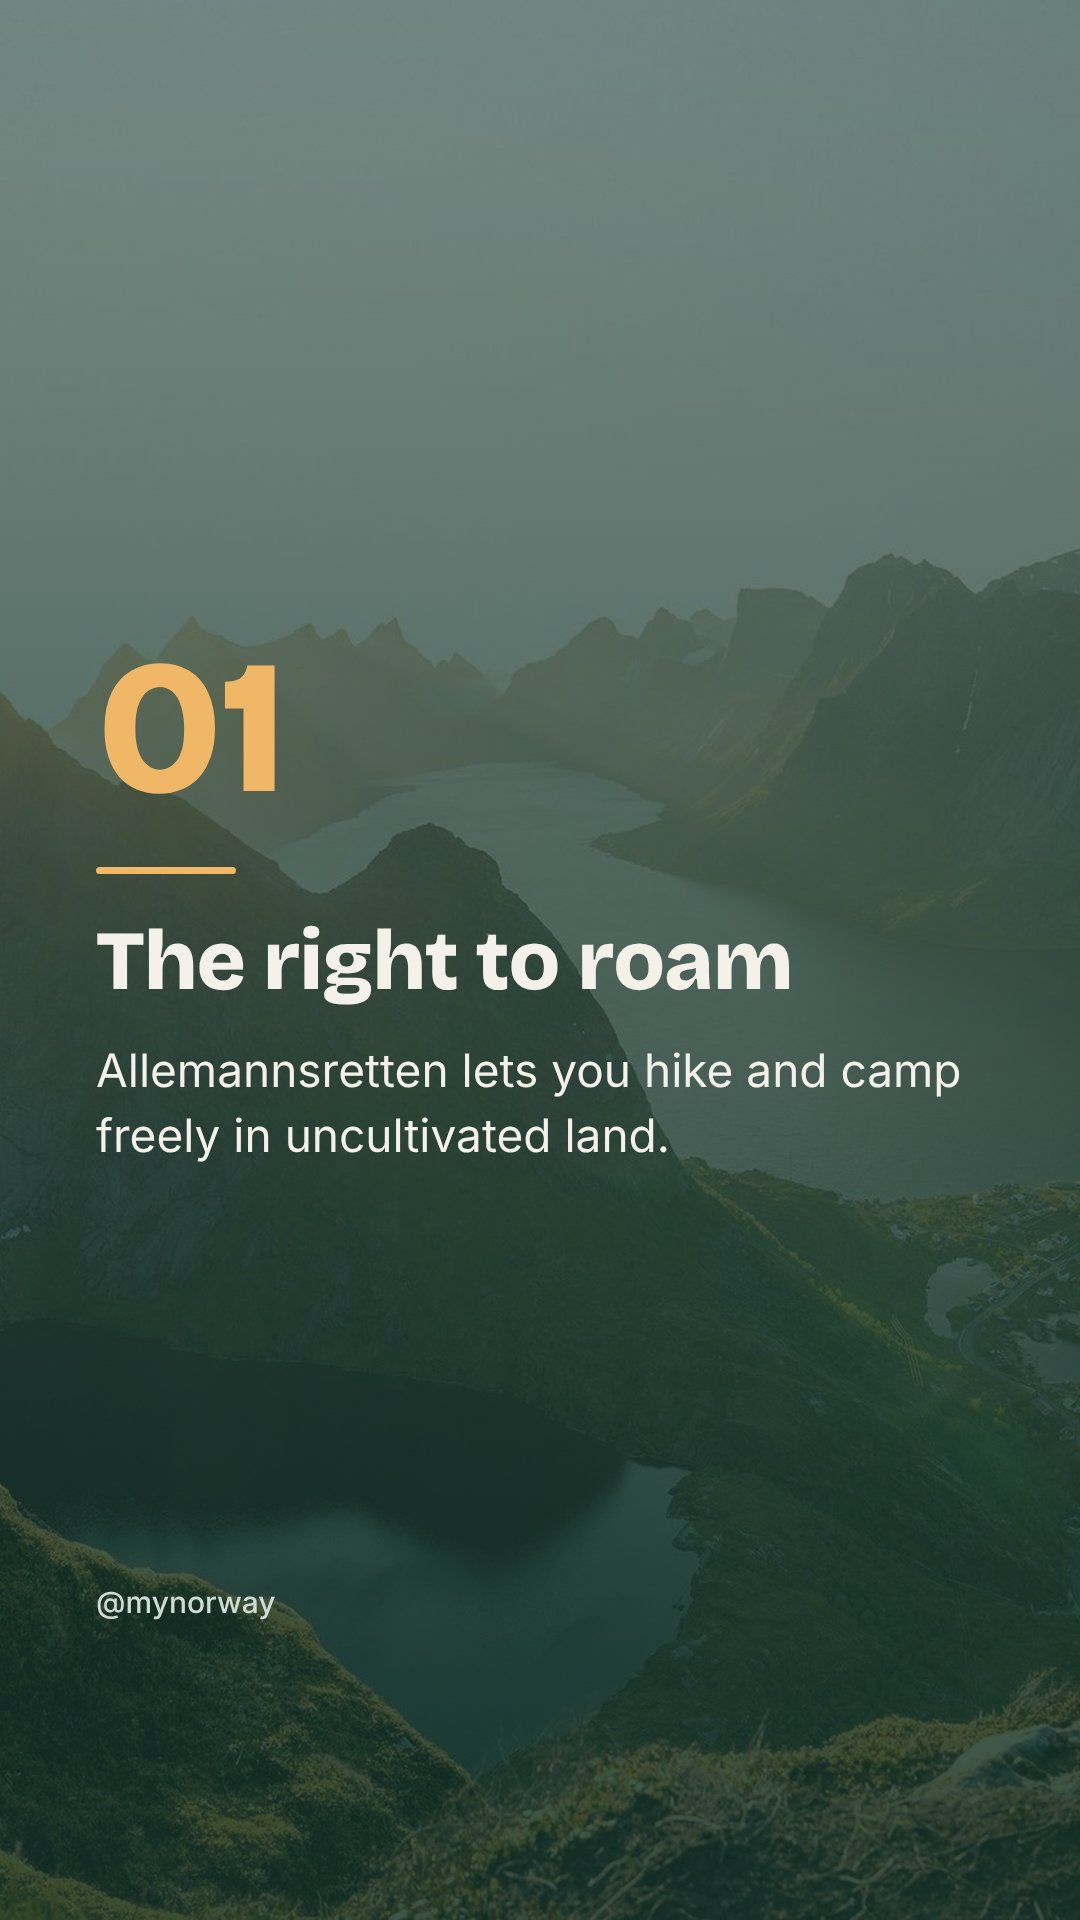 01
The right to roam
Allemannsretten lets you hike and camp
freely in uncultivated land.
@mynorway